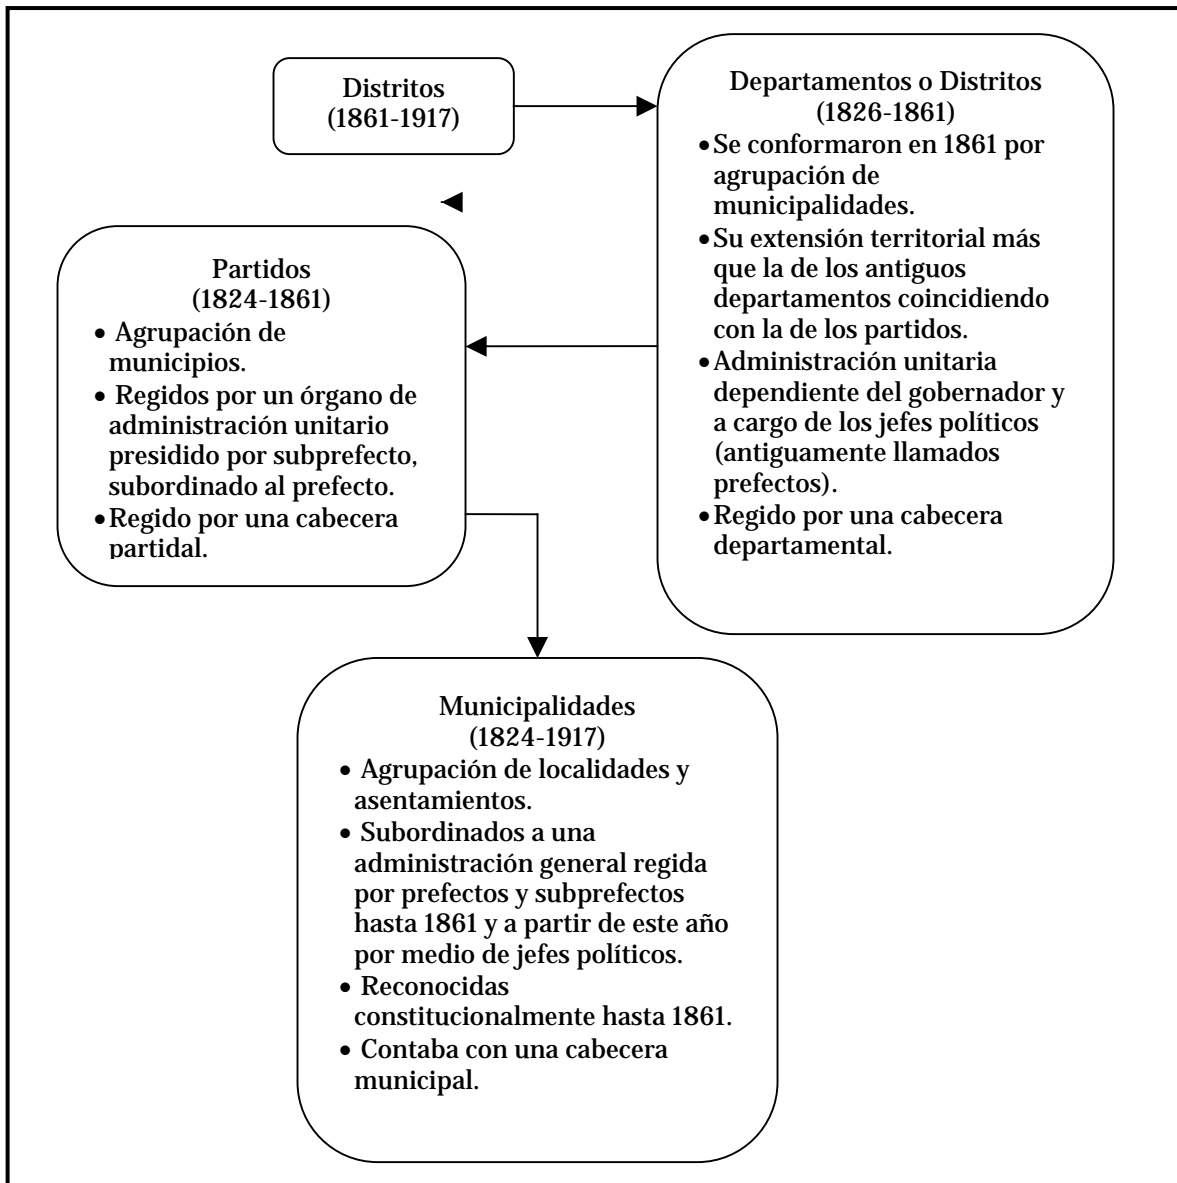 Distritos
(1861-1917)
Departamentos o Distritos
(1826-1861)
•Se conformaron en 1861 por
agrupación de
municipalidades.
•Su extensión territorial más
que la de los antiguos
departamentos coincidiendo
con la de los partidos.
•Administración unitaria
dependiente del gobernador y
a cargo de los jefes políticos
(antiguamente llamados
prefectos).
•Regido por una cabecera
departamental.
Partidos
(1824-1861)
• Agrupación de
municipios.
• Regidos por un órgano de
administración unitario
presidido por subprefecto,
subordinado al prefecto.
•Regido por una cabecera
partidal.
Municipalidades
(1824-1917)
• Agrupación de localidades y
asentamientos.
• Subordinados a una
administración general regida
por prefectos y subprefectos
hasta 1861 y a partir de este año
por medio de jefes políticos.
• Reconocidas
constitucionalmente hasta 1861.
• Contaba con una cabecera
municipal.